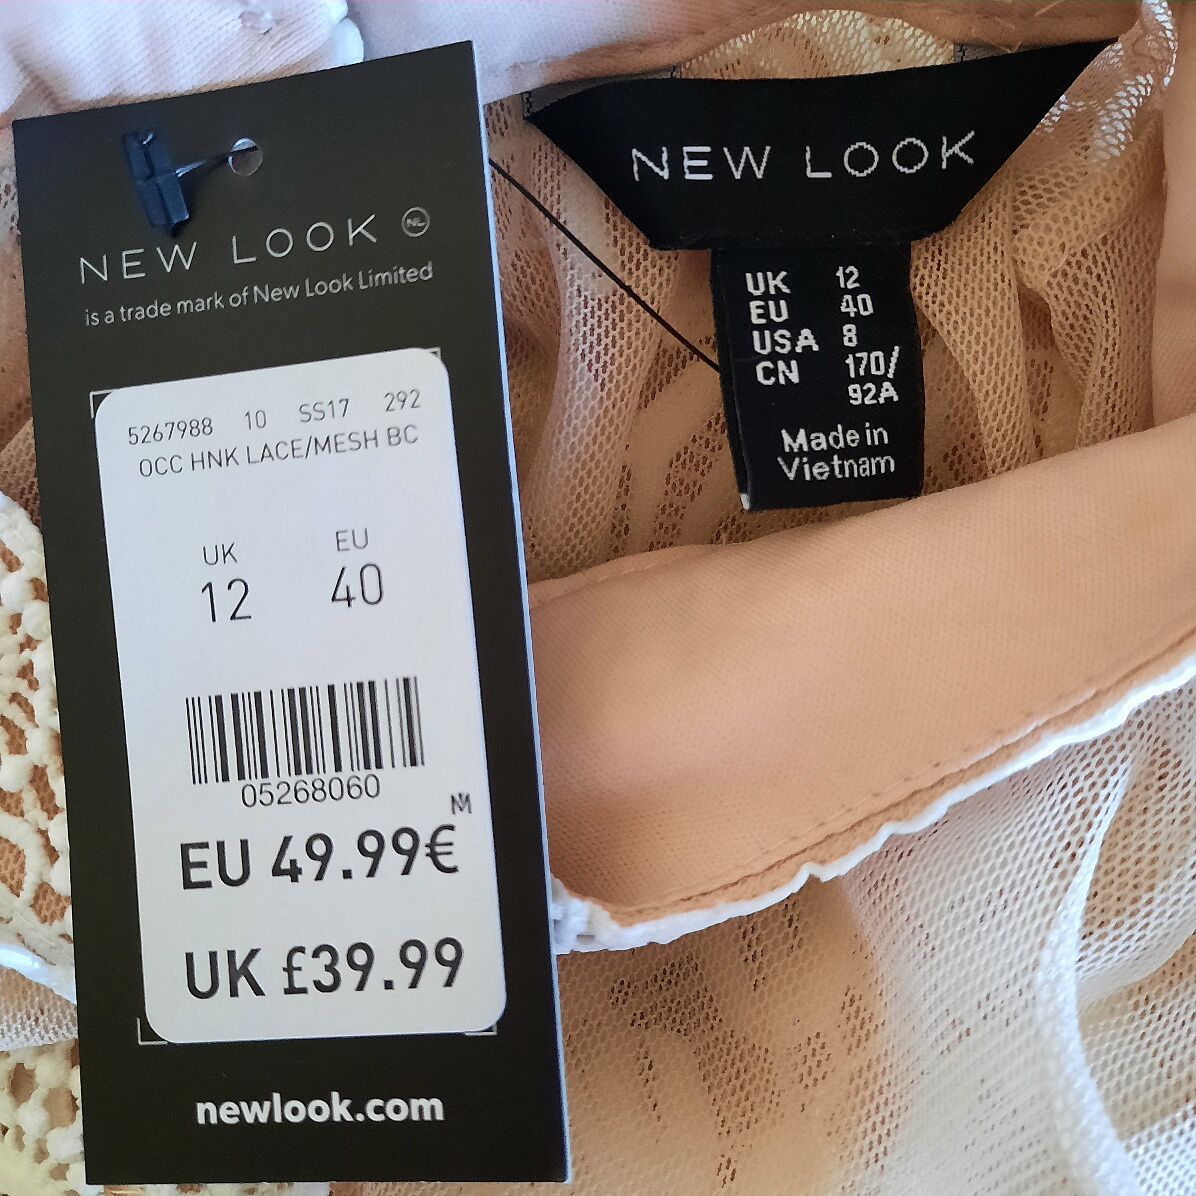 NEW LOOK NL
is a trade mark of New Look Limited
5267988 10 SS17 292
OCC HNK LACE/MESH BC
UK EU
12 40
05268060
M
EU 49.99€
UK £39.99
newlook.com
NEW LOOK
UK 12
EU 40
USA 8
CN 170/
92A
Made in
Vietnam